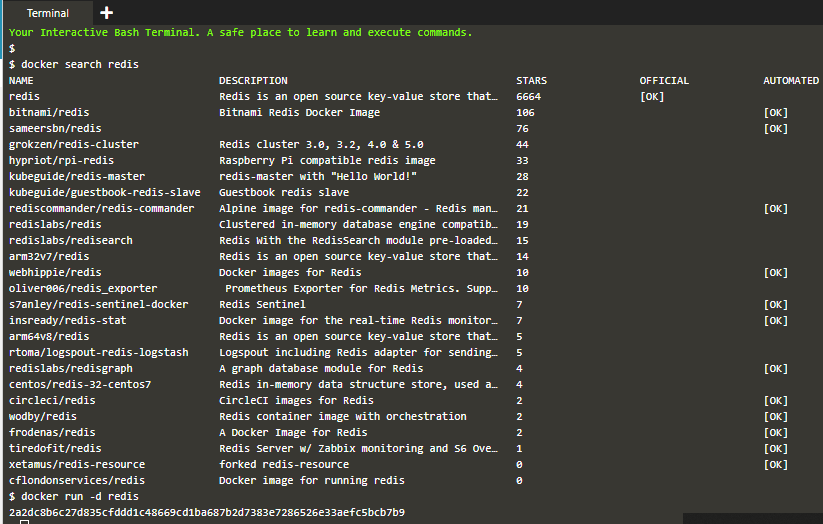 Terminal
Your Interactive Bash Terminal. A safe place to learn and execute commands.
$
$ docker search redis
NAME DESCRIPTION STARS OFFICIAL AUTOMATED
redis Redis is an open source key-value store that… 6664 [OK]
bitnami/redis Bitnami Redis Docker Image 106 [OK]
sameersbn/redis 76 [OK]
grokzen/redis-cluster Redis cluster 3.0, 3.2, 4.0 & 5.0 44
hypriot/rpi-redis Raspberry Pi compatible redis image 33
kubeguide/redis-master redis-master with "Hello World!" 28
kubeguide/guestbook-redis-slave Guestbook redis slave 22
rediscommander/redis-commander Alpine image for redis-commander - Redis man… 21 [OK]
redislabs/redis Clustered in-memory database engine compatib… 19
redislabs/redisearch Redis With the RedisSearch module pre-loaded… 15
arm32v7/redis Redis is an open source key-value store that… 14
webhippie/redis Docker images for Redis 10 [OK]
oliver006/redis_exporter Prometheus Exporter for Redis Metrics. Supp… 10
s7anley/redis-sentinel-docker Redis Sentinel 7 [OK]
insready/redis-stat Docker image for the real-time Redis monitor… 7 [OK]
arm64v8/redis Redis is an open source key-value store that… 5
rtoma/logspout-redis-logstash Logspout including Redis adapter for sending… 5
redislabs/redisgraph A graph database module for Redis 4 [OK]
centos/redis-32-centos7 Redis in-memory data structure store, used a… 4
circleci/redis CircleCI images for Redis 2 [OK]
wodby/redis Redis container image with orchestration 2 [OK]
frodenas/redis A Docker Image for Redis 2 [OK]
tiredofit/redis Redis Server w/ Zabbix monitoring and S6 Ove… 1 [OK]
xetamus/redis-resource forked redis-resource 0 [OK]
cflondonservices/redis Docker image for running redis 0
$ docker run -d redis
2a2dc8b6c27d835cfddd1c48669cd1ba687b2d7383e7286526e33aefc5bcb7b9